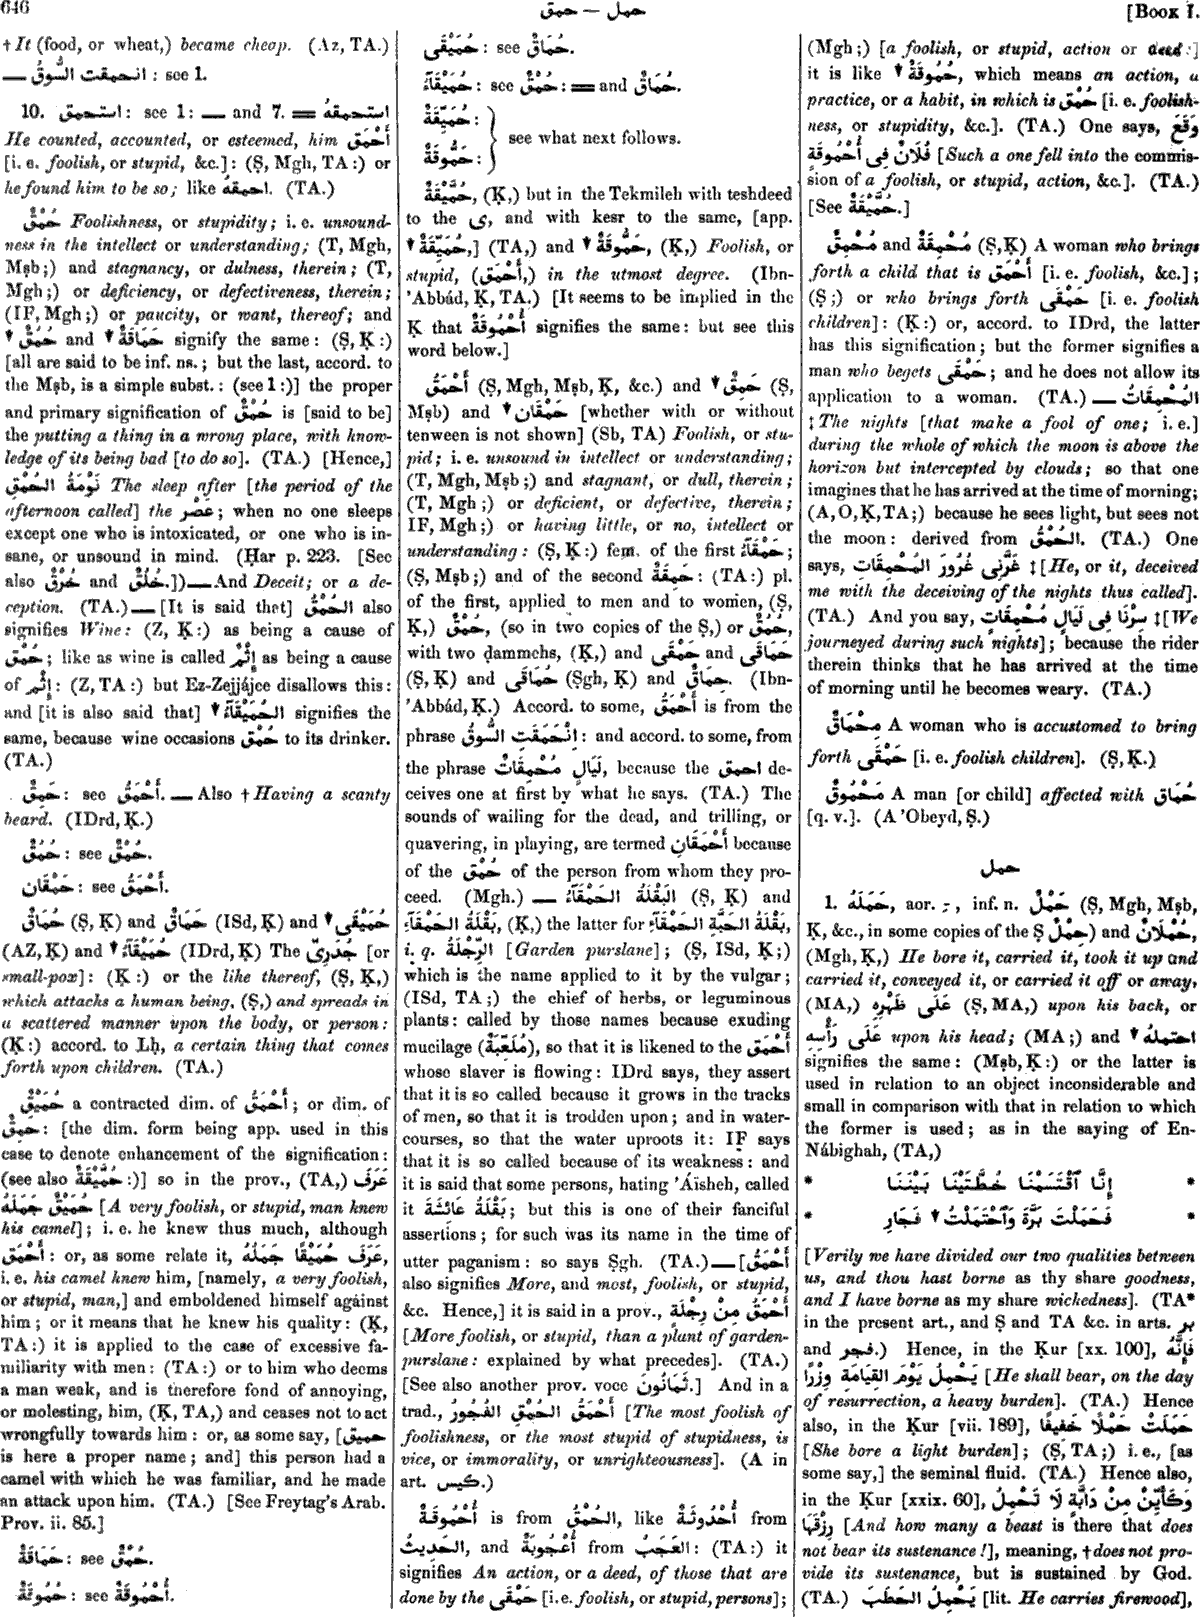 646
حمق — حمل
[BOOK I.
† It (food, or wheat,) became cheap. (Az, TA.)
— انحمقت السُّوقُ : see 1.
10. استحمق : see 1: — and 7. = استحمقهُ
He counted, accounted, or esteemed, him أَحْمَق
[i. e. foolish, or stupid, &c.]: (Ṣ, Mgh, TA:) or
he found him to be so; like احمقهُ. (TA.)
حُمْقٌ Foolishness, or stupidity; i. e. unsound-
ness in the intellect or understanding; (T, Mgh,
Mṣb;) and stagnancy, or dulness, therein; (T,
Mgh;) or deficiency, or defectiveness, therein;
(IF, Mgh;) or paucity, or want, thereof; and
▼ حُمُقٌ and ▼ حَمَاقَةٌ signify the same: (Ṣ, Ḳ:)
[all are said to be inf. ns.; but the last, accord. to
the Mṣb, is a simple subst.: (see 1:)] the proper
and primary signification of حُمْقٌ is [said to be]
the putting a thing in a wrong place, with know-
ledge of its being bad [to do so]. (TA.) [Hence,]
نَوْمَةُ الحُمْقِ The sleep after [the period of the
afternoon called] the عَصْر; when no one sleeps
except one who is intoxicated, or one who is in-
sane, or unsound in mind. (Ḥar p. 223. [See
also خُرْقٌ and خُلُقٌ.]) — And Deceit; or a de-
ception. (TA.) — [It is said that] الحُمْقُ also
signifies Wine: (Z, Ḳ:) as being a cause of
حُمْق; like as wine is called إِثْمٌ as being a cause
of إِثْم: (Z, TA:) but Ez-Zejjájee disallows this:
and [it is also said that] ▼ الحُمَيْقَآءُ signifies the
same, because wine occasions حُمْق to its drinker.
(TA.)
حَمِقٌ: see أَحْمَقُ. — Also † Having a scanty
beard. (IDrd, Ḳ.)
حُمُقٌ: see حُمْقٌ.
حَمْقَان: see أَحْمَقُ.
حُمَاقٌ (Ṣ, Ḳ) and حَمَاقٌ (ISd, Ḳ) and ▼ حُمَيْقَى
(AZ, Ḳ) and ▼ حُمَيْقَآءُ (IDrd, Ḳ) The جُدَرِىّ [or
small-pox]: (Ḳ:) or the like thereof, (Ṣ, Ḳ,)
which attacks a human being, (Ṣ,) and spreads in
a scattered manner upon the body, or person:
(Ḳ:) accord. to Lḥ, a certain thing that comes
forth upon children. (TA.)
حُمَيْقٌ a contracted dim. of أَحْمَقُ; or dim. of
حَمِقٌ: [the dim. form being app. used in this
case to denote enhancement of the signification:
(see also حُمَّيْقَةٌ:)] so in the prov., (TA,) عَرَفَ
حُمَيْقٌ جَمَلَهُ [A very foolish, or stupid, man knew
his camel]; i. e. he knew thus much, although
أَحْمَق: or, as some relate it, عَرَفَ حُمَيْقًا جَمَلُهُ,
i. e. his camel knew him, [namely, a very foolish,
or stupid, man,] and emboldened himself against
him; or it means that he knew his quality: (Ḳ,
TA:) it is applied to the case of excessive fa-
miliarity with men: (TA:) or to him who deems
a man weak, and is therefore fond of annoying,
or molesting, him, (Ḳ, TA,) and ceases not to act
wrongfully towards him: or, as some say, [حميق
is here a proper name; and] this person had a
camel with which he was familiar, and he made
an attack upon him. (TA.) [See Freytag's Arab.
Prov. ii. 85.]
حَمَاقَةٌ: see حُمْقٌ.
حَمُوقَةٌ: see أُحْمُوقَةٌ.
حُمَيْقَى: see حُمَاقٌ.
حُمَيْقَآءُ: see حُمْقٌ: = and حُمَاقٌ.
حُمَّيِقَةٌ:
حَمُّوقَةٌ:
see what next follows.
حُمَّيْقَةٌ, (Ḳ,) but in the Tekmileh with teshdeed
to the ى, and with kesr to the same, [app.
▼ حُمَّيِّقَةٌ,] (TA,) and ▼ حَمُّوقَةٌ, (Ḳ,) Foolish, or
stupid, (أَحْمَق,) in the utmost degree. (Ibn-
'Abbád, Ḳ, TA.) [It seems to be implied in the
Ḳ that أُحْمُوقَةٌ signifies the same: but see this
word below.]
أَحْمَقُ (Ṣ, Mgh, Mṣb, Ḳ, &c.) and ▼ حَمِقٌ (Ṣ,
Mṣb) and ▼ حَمْقَان [whether with or without
tenween is not shown] (Sb, TA) Foolish, or stu-
pid; i. e. unsound in intellect or understanding;
(T, Mgh, Mṣb;) and stagnant, or dull, therein;
(T, Mgh;) or deficient, or defective, therein;
IF, Mgh;) or having little, or no, intellect or
understanding: (Ṣ, Ḳ:) fem. of the first حَمْقَآءُ;
(Ṣ, Mṣb;) and of the second حَمِقَةٌ: (TA:) pl.
of the first, applied to men and to women, (Ṣ,
Ḳ,) حُمْقٌ, (so in two copies of the Ṣ,) or حُمُقٌ,
with two ḍammehs, (Ḳ,) and حَمْقَى and حَمَاقَى
(Ṣ, Ḳ) and حُمَاقَى (Ṣgh, Ḳ) and حِمَاقٌ. (Ibn-
'Abbád, Ḳ.) Accord. to some, أَحْمَقُ is from the
phrase اِنْحَمَقَتِ السُّوقُ: and accord. to some, from
the phrase لَيَالٍ مُحْمِقَاتٌ, because the احمق de-
ceives one at first by what he says. (TA.) The
sounds of wailing for the dead, and trilling, or
quavering, in playing, are termed أَحْمَقَانِ because
of the حُمْق of the person from whom they pro-
ceed. (Mgh.) — البَقْلَةُ الحَمْقَآءُ (Ṣ, Ḳ) and
بَقْلَةُ الحَمْقَآءِ, (Ḳ,) the latter for بَقْلَةُ الحَبَّةِ الحَمْقَآءِ,
i. q. الرِّجْلَةُ [Garden purslane]; (Ṣ, ISd, Ḳ;)
which is the name applied to it by the vulgar;
(ISd, TA;) the chief of herbs, or leguminous
plants: called by those names because exuding
mucilage (مُلْعِبَةٌ), so that it is likened to the أَحْمَق
whose slaver is flowing: IDrd says, they assert
that it is so called because it grows in the tracks
of men, so that it is trodden upon; and in water-
courses, so that the water uproots it: IF says
that it is so called because of its weakness: and
it is said that some persons, hating 'Áïsheh, called
it بَقْلَةُ عَائِشَةَ; but this is one of their fanciful
assertions; for such was its name in the time of
utter paganism: so says Ṣgh. (TA.) — [أَحْمَقُ
also signifies More, and most, foolish, or stupid,
&c. Hence,] it is said in a prov., أَحْمَقُ مِنْ رِجْلَةٍ
[More foolish, or stupid, than a plant of garden-
purslane: explained by what precedes]. (TA.)
[See also another prov. voce ثَمَانُونَ.] And in a
trad., أَحْمَقُ الحُمْقِ الفُجُورُ [The most foolish of
foolishness, or the most stupid of stupidness, is
vice, or immorality, or unrighteousness]. (A in
art. كيس.)
أُحْمُوقَةٌ is from الحُمْقُ, like أُحْدُوثَةٌ from
الحَدِيثُ, and أُعْجُوبَةٌ from العَجَبُ: (TA:) it
signifies An action, or a deed, of those that are
done by the حَمْقَى [i. e. foolish, or stupid, persons];
(Mgh;) [a foolish, or stupid, action or deed:]
it is like ▼ حَمُوقَةٌ, which means an action, a
practice, or a habit, in which is حُمْق [i. e. foolish-
ness, or stupidity, &c.]. (TA.) One says, وَقَعَ
فُلَانٌ فِى أُحْمُوقَةٍ [Such a one fell into the commis-
sion of a foolish, or stupid, action, &c.]. (TA.)
[See حُمَّيْقَةٌ.]
مُحْمِقٌ and مُحْمِقَةٌ (Ṣ, Ḳ) A woman who brings
forth a child that is أَحْمَق [i. e. foolish, &c.];
(Ṣ;) or who brings forth حَمْقَى [i. e. foolish
children]: (Ḳ:) or, accord. to IDrd, the latter
has this signification; but the former signifies a
man who begets حَمْقَى; and he does not allow its
application to a woman. (TA.) — المُحْمِقَاتُ
‡ The nights [that make a fool of one; i. e.]
during the whole of which the moon is above the
horizon but intercepted by clouds; so that one
imagines that he has arrived at the time of morning;
(A, O, Ḳ, TA;) because he sees light, but sees not
the moon: derived from الحُمْقُ. (TA.) One
says, غَرَّنِى غُرُورَ المُحْمِقَاتِ ‡ [He, or it, deceived
me with the deceiving of the nights thus called].
(TA.) And you say, سِرْنَا فِى لَيَالٍ مُحْمِقَاتٍ ‡ [We
journeyed during such nights]; because the rider
therein thinks that he has arrived at the time
of morning until he becomes weary. (TA.)
مِحْمَاقٌ A woman who is accustomed to bring
forth حَمْقَى [i. e. foolish children]. (Ṣ, Ḳ.)
مَحْمُوقٌ A man [or child] affected with حُمَاق
[q. v.]. (A 'Obeyd, Ṣ.)
حمل
1. حَمَلَهُ, aor. ـِ, inf. n. حَمْلٌ (Ṣ, Mgh, Mṣb,
Ḳ, &c., in some copies of the Ṣ حِمْلٌ) and حُمْلَانٌ,
(Mgh, Ḳ,) He bore it, carried it, took it up and
carried it, conveyed it, or carried it off or away,
(MA,) عَلَى ظَهْرِهِ (Ṣ, MA,) upon his back, or
عَلَى رَأْسِهِ upon his head; (MA;) and ▼ احتملهُ
signifies the same: (Mṣb, Ḳ:) or the latter is
used in relation to an object inconsiderable and
small in comparison with that in relation to which
the former is used; as in the saying of En-
Nábighah, (TA,)
* إِنَّا ٱقْتَسَمْنَا خُطَّتَيْنَا بَيْنَنَا *
* فَحَمَلْتَ بَرَّةَ وَٱحْتَمَلْتُ ▼ فَجَارِ *
[Verily we have divided our two qualities between
us, and thou hast borne as thy share goodness,
and I have borne as my share wickedness]. (TA*
in the present art., and Ṣ and TA &c. in arts. بر
and فجر.) Hence, in the Ḳur [xx. 100], فَإِنَّهُ
يَحْمِلُ يَوْمَ القِيَامَةِ وِزْرًا [He shall bear, on the day
of resurrection, a heavy burden]. (TA.) Hence
also, in the Ḳur [vii. 189], حَمَلَتْ حَمْلًا خَفِيفًا
[She bore a light burden]; (Ṣ, TA;) i. e., [as
some say,] the seminal fluid. (TA.) Hence also,
in the Ḳur [xxix. 60], وَكَأَيِّنْ مِنْ دَابَّةٍ لَا تَحْمِلُ
رِزْقَهَا [And how many a beast is there that does
not bear its sustenance!], meaning, † does not pro-
vide its sustenance, but is sustained by God.
(TA.) يَحْمِلُ الحَطَبَ [lit. He carries firewood],